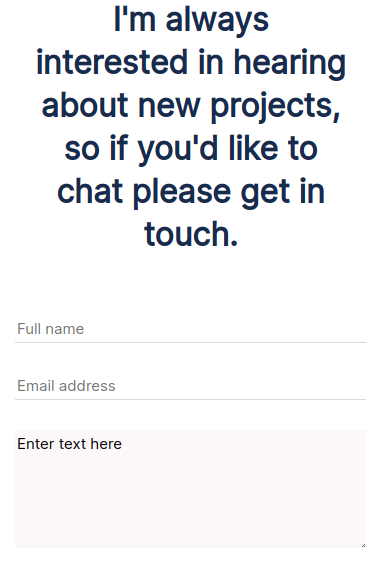 I'm always
interested in hearing
about new projects,
so if you'd like to
chat please get in
touch.
Full name
Email address
Enter text here